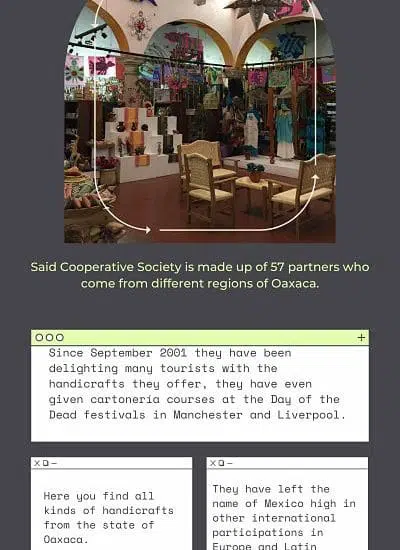 Said Cooperative Society is made up of 57 partners who
come from different regions of Oaxaca.
Since September 2001 they have been
delighting many tourists with the
handicrafts they offer, they have even
given cartonería courses at the Day of the
Dead festivals in Manchester and Liverpool.
Here you find all
kinds of handicrafts
from the state of
Oaxaca.
They have left the
name of Mexico high in
other international
participations in
Europe and Latin